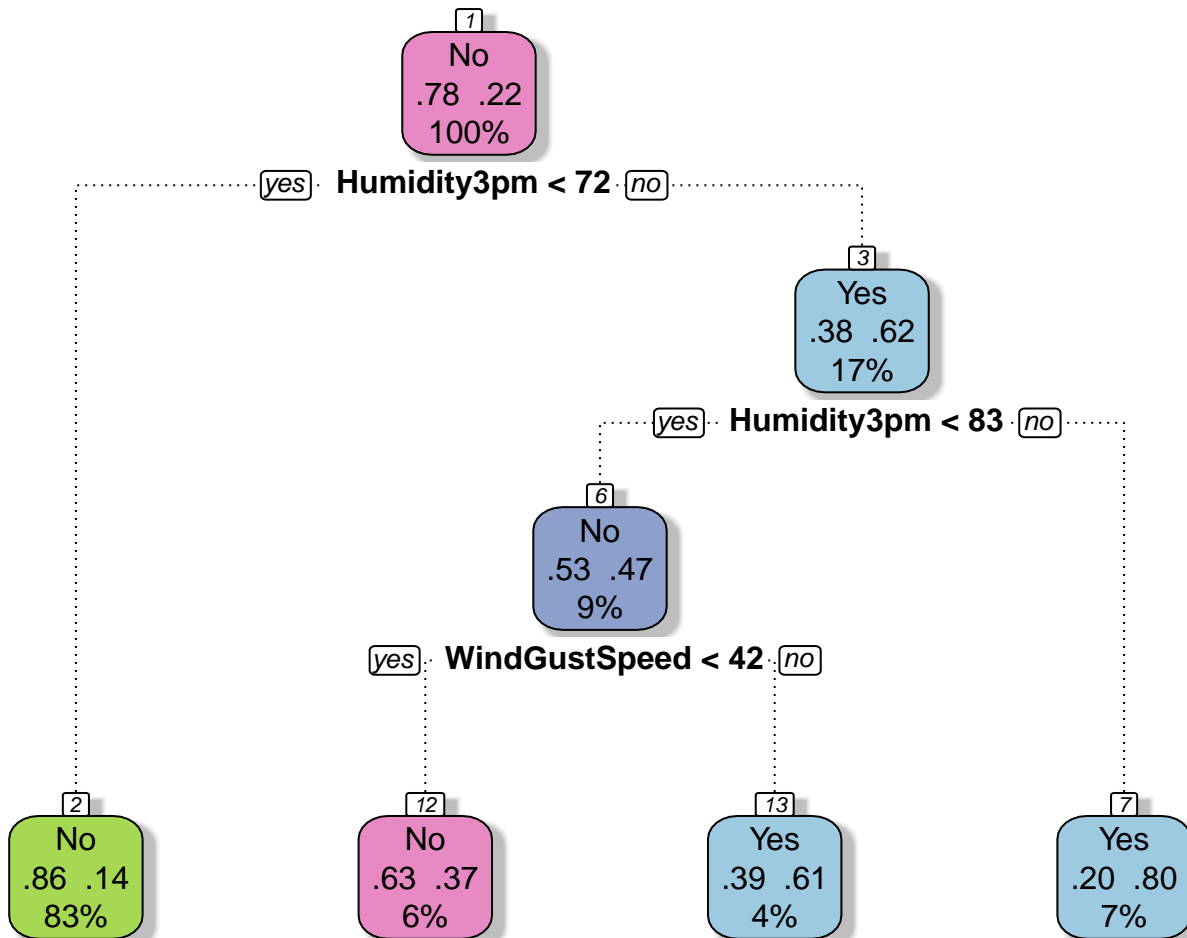 1
No
.78 .22
100%
yes Humidity3pm < 72 no
3
Yes
.38 .62
17%
yes Humidity3pm < 83 no
6
No
.53 .47
9%
yes WindGustSpeed < 42 no
2
No
.86 .14
83%
12
No
.63 .37
6%
13
Yes
.39 .61
4%
7
Yes
.20 .80
7%